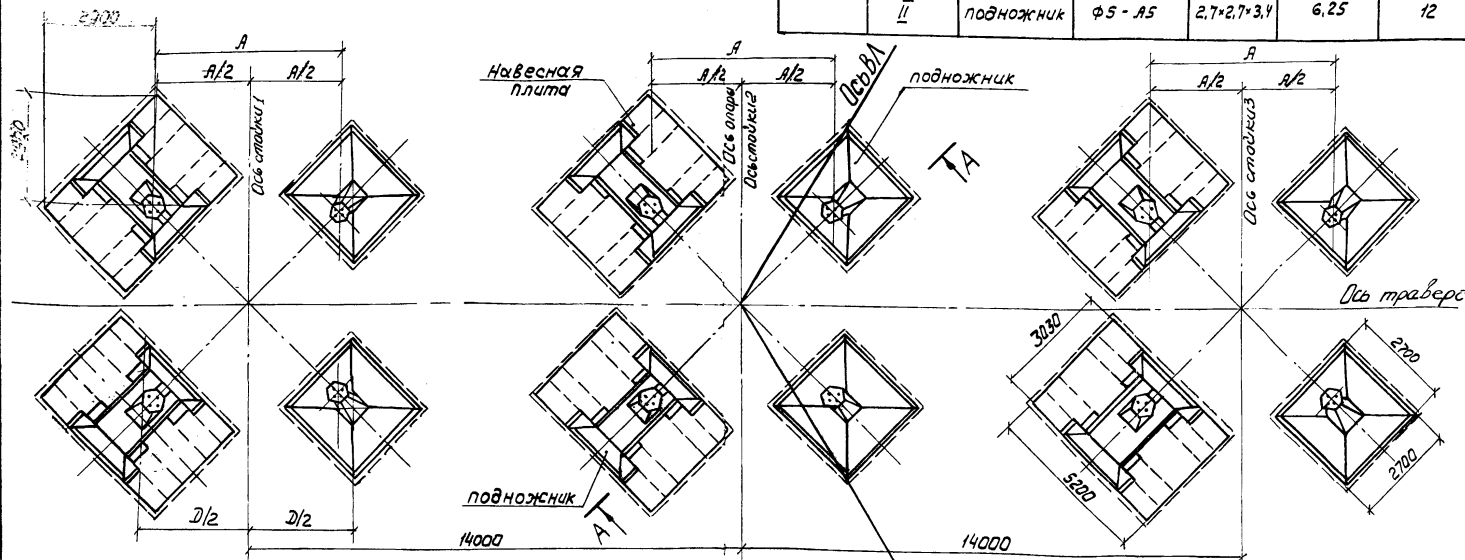 II подножник Ф5 - А5 2,7×2,7×3,4 6,25 12
2900
А
А/2 А/2
Ось стойки 1
Навесная
плита
А
А/2 А/2
Ось опоры
Ось стойки 2
Ось ВЛ
подножник
А
А
А/2 А/2
Ось стойки 3
Ось траверс
3030
5200
2700
2700
подножник
А
D/2 D/2
14000 14000